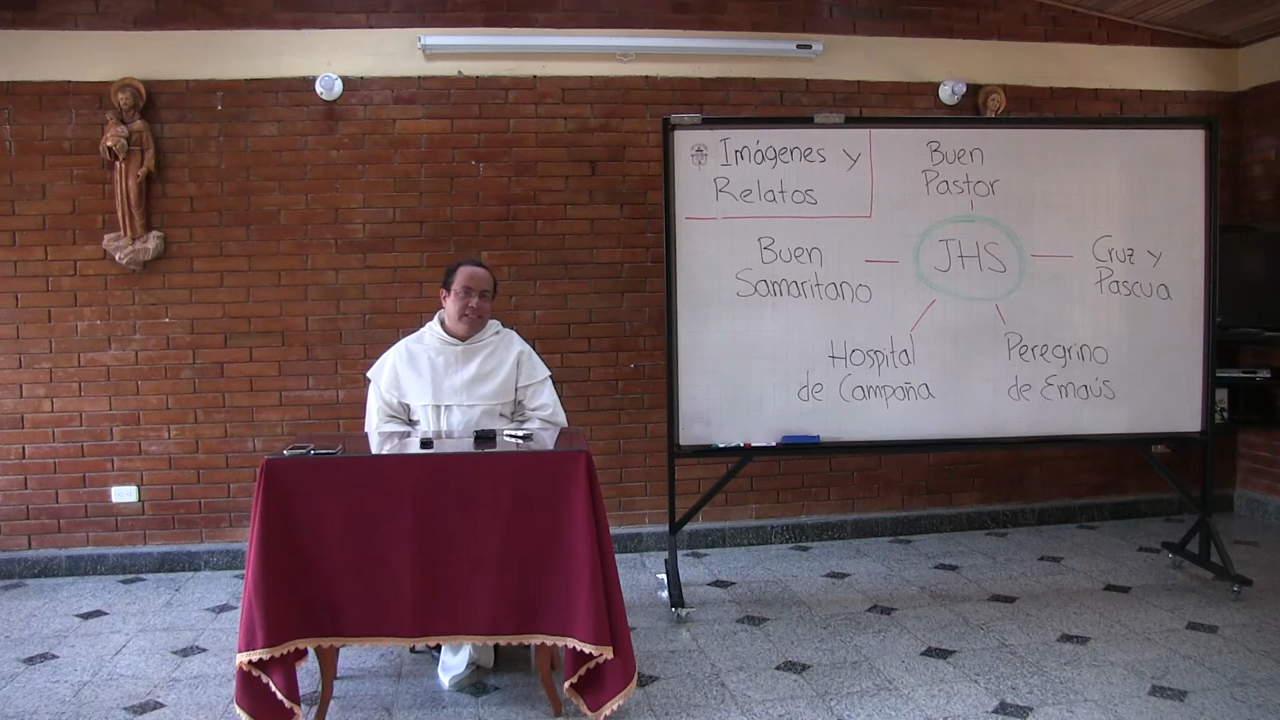 Imágenes y
Relatos
Buen
Pastor
Buen
Samaritano
JHS
Cruz y
Pascua
Hospital
de Campaña
Peregrino
de Emaús